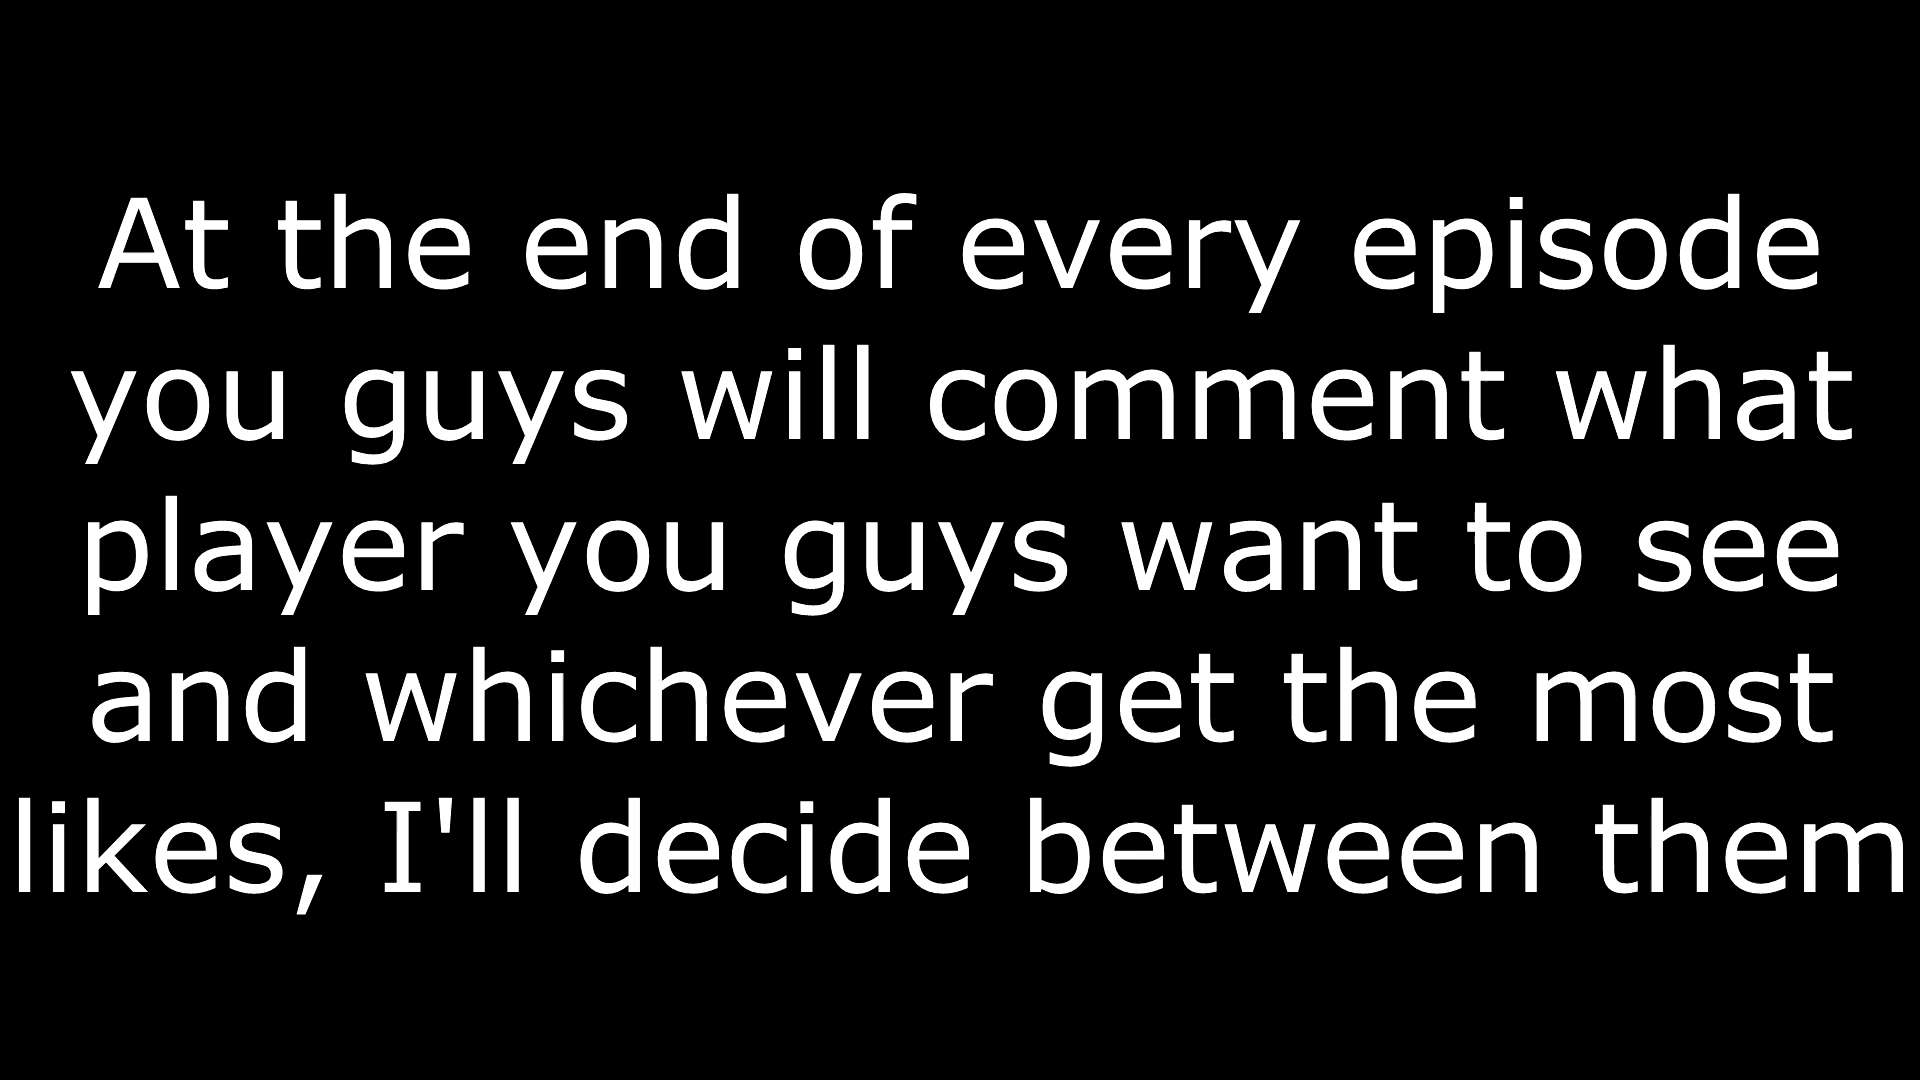 At the end of every episode
you guys will comment what
player you guys want to see
and whichever get the most
likes, I'll decide between them